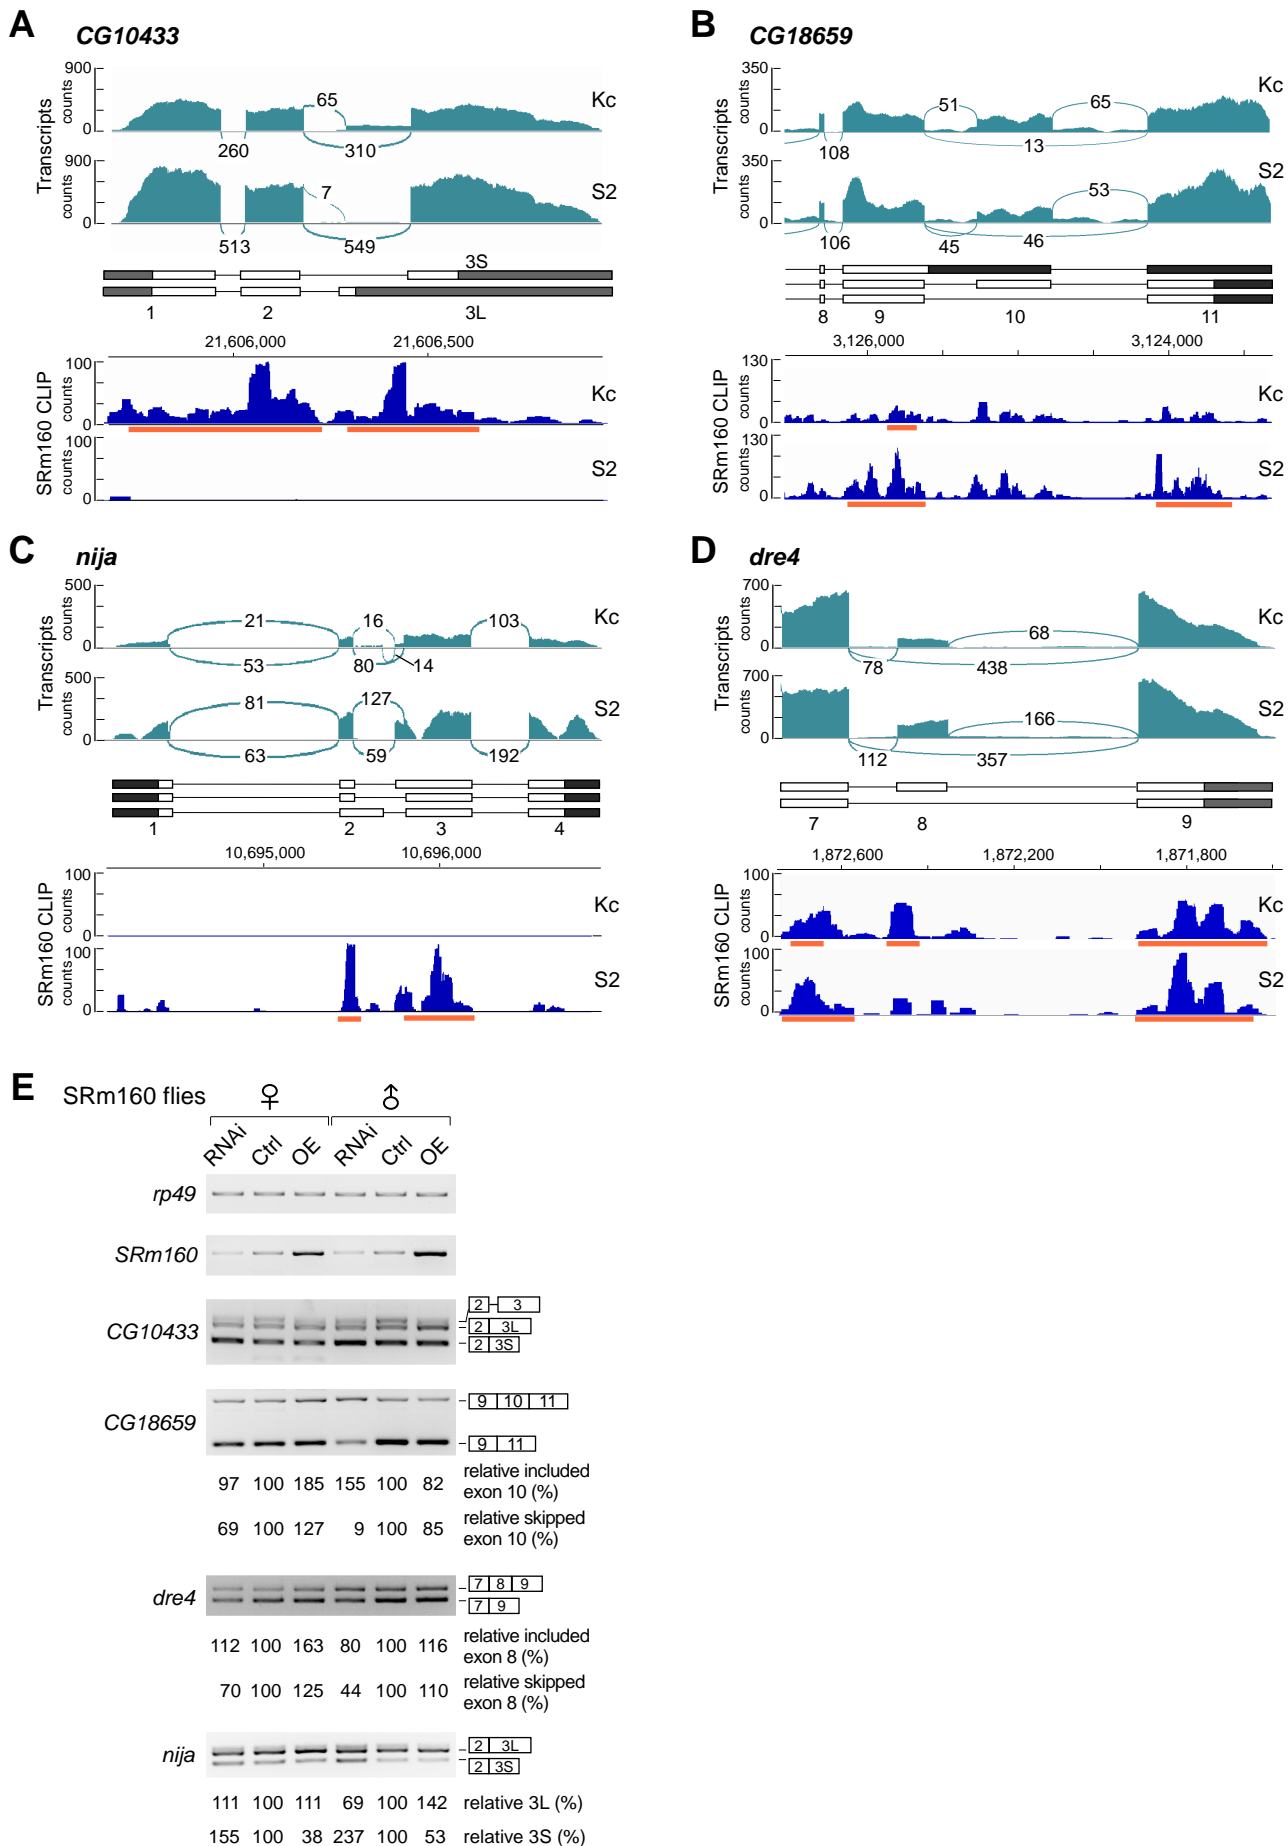 A CG10433
Transcripts
counts
900
0
65
260
310
Kc
counts
900
0
7
513
549
S2
3S
1 2 3L
21,606,000 21,606,500
SRm160 CLIP
counts
100
0
Kc
counts
100
0
S2
B CG18659
Transcripts
counts
350
0
51 65
108 13
Kc
counts
350
0
53
106 45 46
S2
8 9 10 11
3,126,000 3,124,000
SRm160 CLIP
counts
130
0
Kc
counts
130
0
S2
C nija
Transcripts
counts
500
0
21 16 103
53 80 14
Kc
counts
500
0
81 127
63 59 192
S2
1 2 3 4
10,695,000 10,696,000
SRm160 CLIP
counts
100
0
Kc
counts
100
0
S2
D dre4
Transcripts
counts
700
0
68
78 438
Kc
counts
700
0
166
112 357
S2
7 8 9
1,872,600 1,872,200 1,871,800
SRm160 CLIP
counts
100
0
Kc
counts
100
0
S2
E SRm160 flies ♀ ♂
RNAi Ctrl OE RNAi Ctrl OE
rp49
SRm160
CG10433
2 3
2 3L
2 3S
CG18659
9 10 11
9 11
97 100 185 155 100 82 relative included
exon 10 (%)
69 100 127 9 100 85 relative skipped
exon 10 (%)
dre4
7 8 9
7 9
112 100 163 80 100 116 relative included
exon 8 (%)
70 100 125 44 100 110 relative skipped
exon 8 (%)
nija
2 3L
2 3S
111 100 111 69 100 142 relative 3L (%)
155 100 38 237 100 53 relative 3S (%)